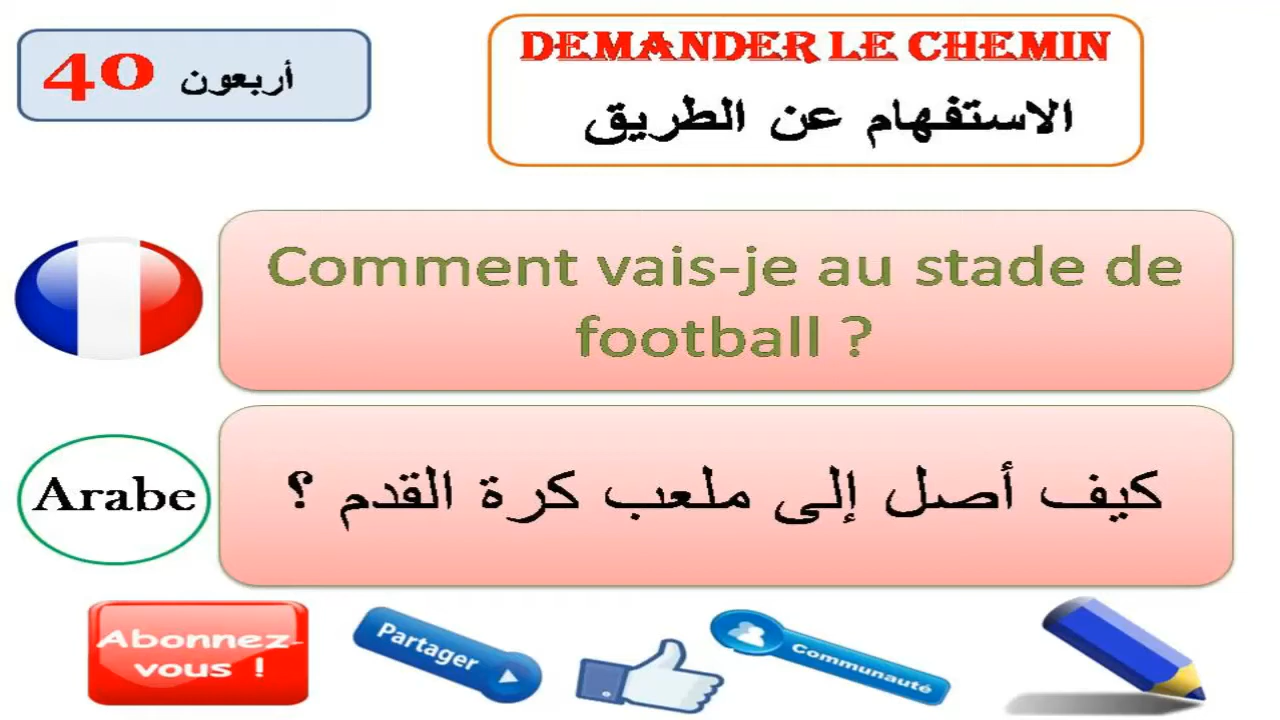 40 أربعون
DEMANDER LE CHEMIN
الاستفهام عن الطريق
Comment vais-je au stade de
football ?
Arabe
كيف أصل إلى ملعب كرة القدم ؟
Abonnez-
vous !
Partager
Communauté